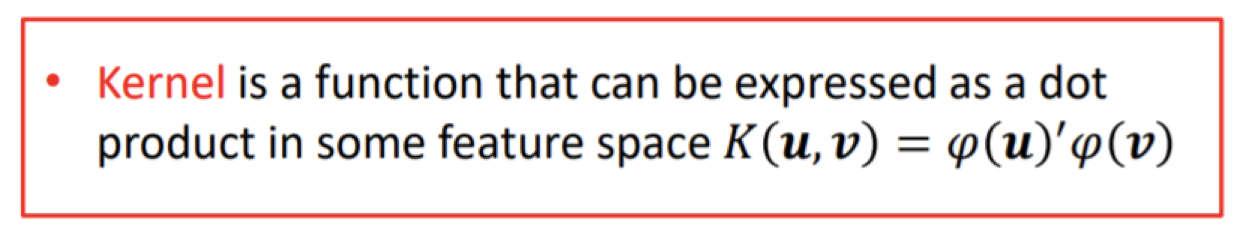 • Kernel is a function that can be expressed as a dot
product in some feature space K(u, v) = φ(u)′φ(v)